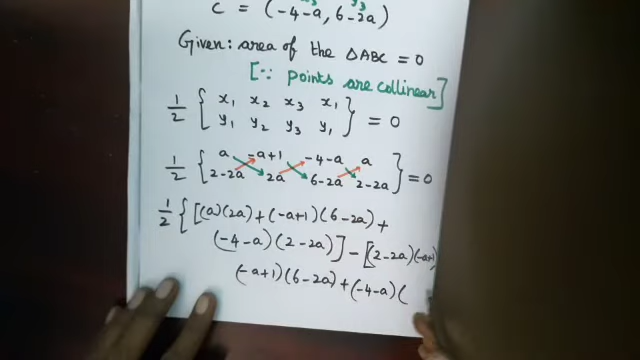 C = (-4-a, 6-2a)
Given: area of the ΔABC = 0
[∵ points are collinear]
1/2 { x₁ x₂ x₃ x₁
y₁ y₂ y₃ y₁ } = 0
1/2 { a -a+1 -4-a a
2-2a 2a 6-2a 2-2a } = 0
1/2 { [(a)(2a) + (-a+1)(6-2a) +
(-4-a)(2-2a)] - [(2-2a)(-a+1)
(-a+1)(6-2a) + (-4-a)(